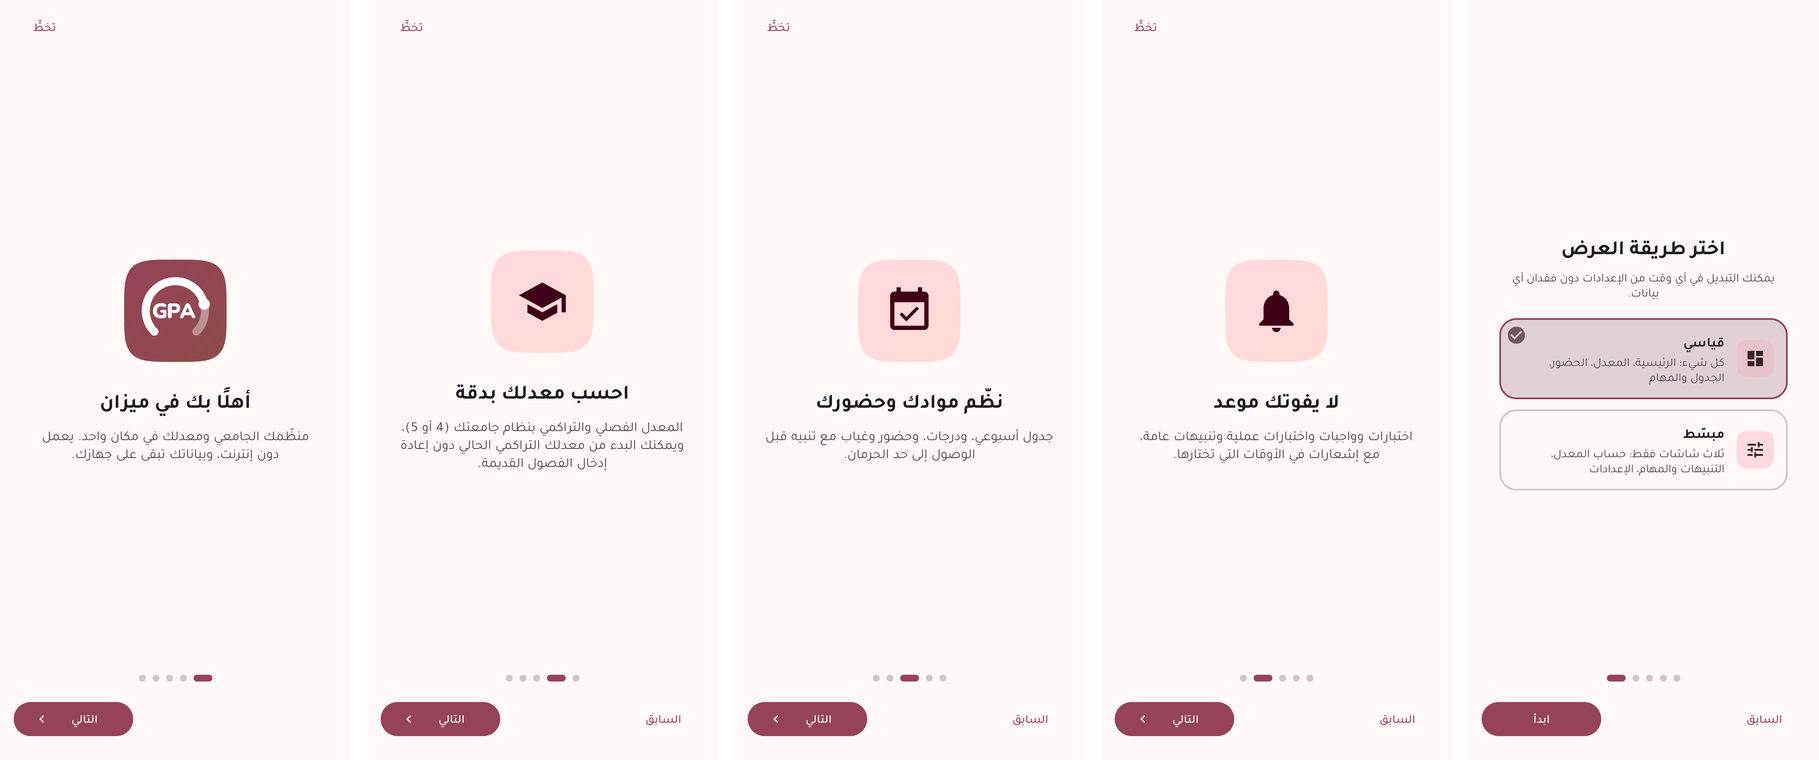 تخطَّ
GPA
أهلًا بك في ميزان
منظّمك الجامعي ومعدلك في مكان واحد. يعمل
دون إنترنت، وبياناتك تبقى على جهازك.
التالي
تخطَّ
احسب معدلك بدقة
المعدل الفصلي والتراكمي بنظام جامعتك (4 أو 5)،
ويمكنك البدء من معدلك التراكمي الحالي دون إعادة
إدخال الفصول القديمة.
السابق
التالي
تخطَّ
نظّم موادك وحضورك
جدول أسبوعي، ودرجات، وحضور وغياب مع تنبيه قبل
الوصول إلى حد الحرمان.
السابق
التالي
تخطَّ
لا يفوتك موعد
اختبارات وواجبات واختبارات عملية وتنبيهات عامة،
مع إشعارات في الأوقات التي تختارها.
السابق
التالي
اختر طريقة العرض
يمكنك التبديل في أي وقت من الإعدادات دون فقدان أي
بيانات.
قياسي
كل شيء: الرئيسية، المعدل، الحضور،
الجدول والمهام
مبسّط
ثلاث شاشات فقط: حساب المعدل،
التنبيهات والمهام، الإعدادات
السابق
ابدأ